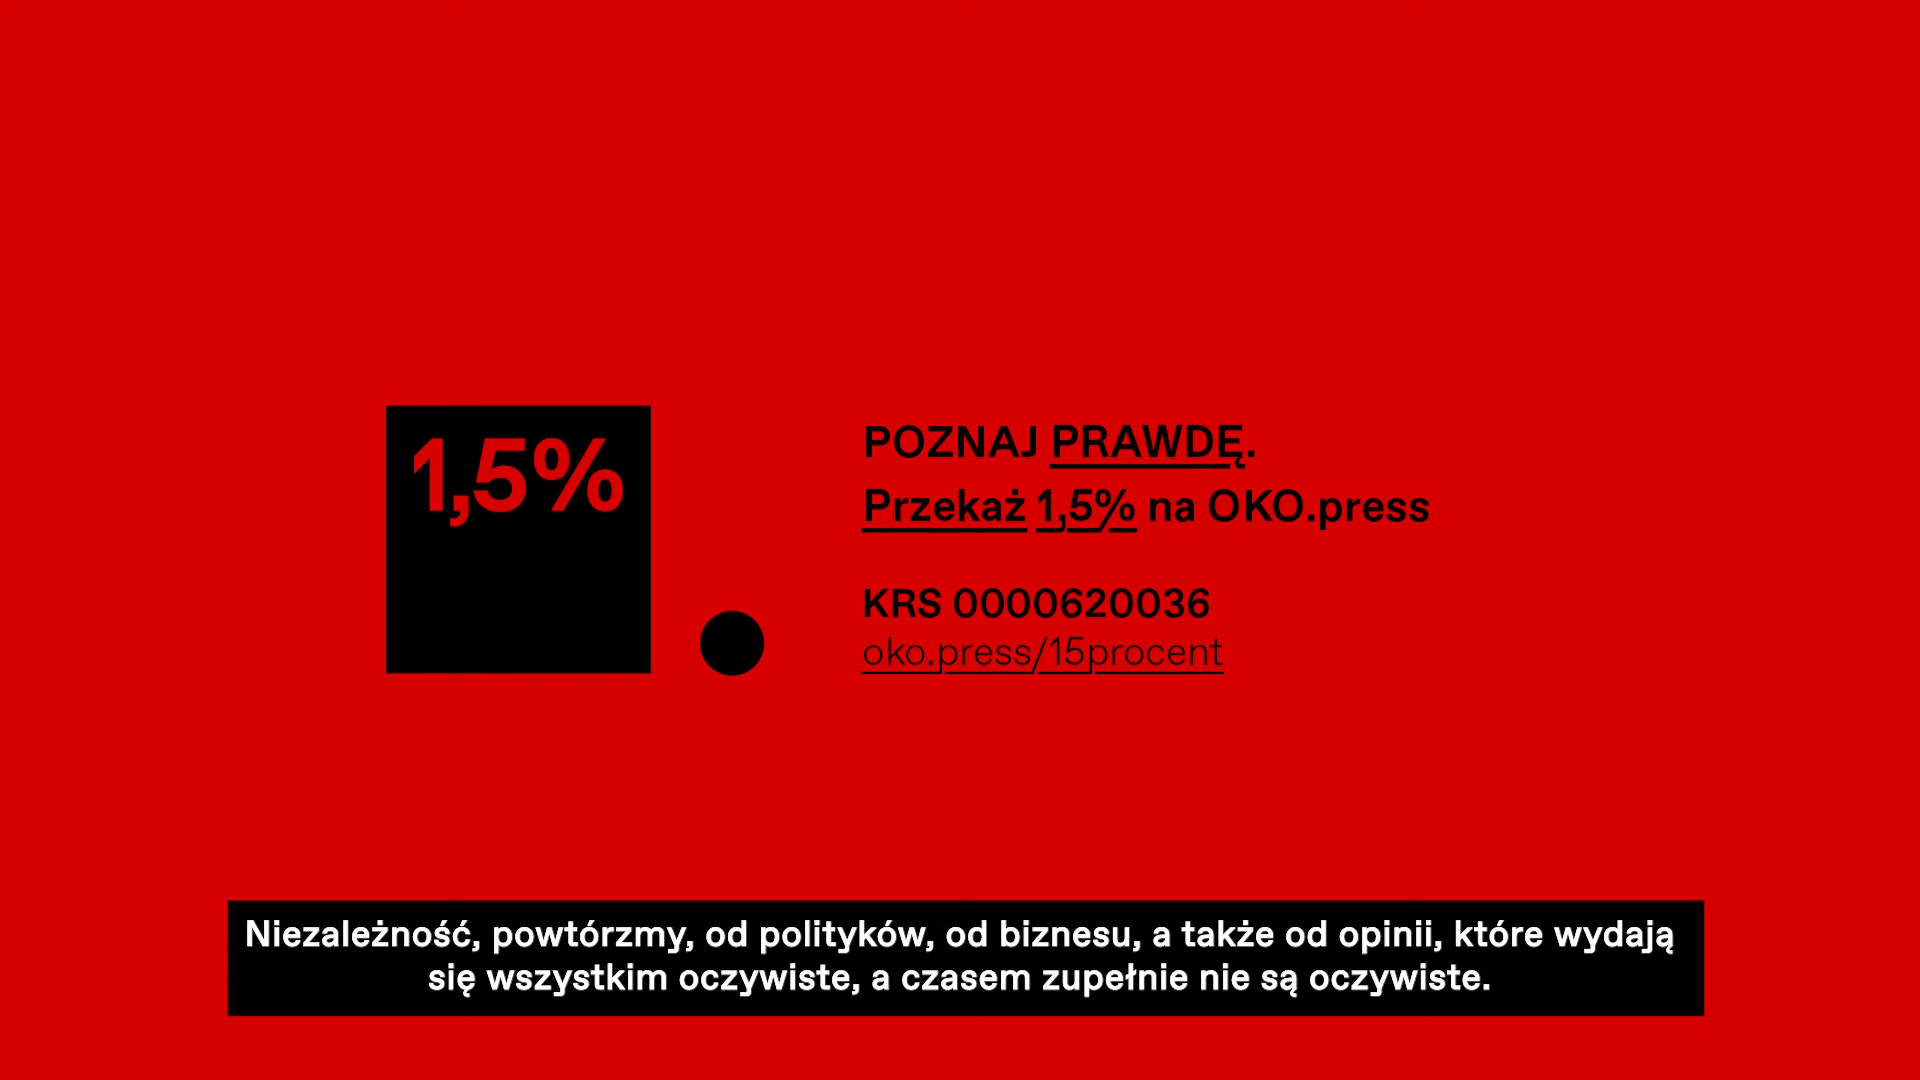 1,5%
POZNAJ PRAWDĘ.
Przekaż 1,5% na OKO.press
KRS 0000620036
oko.press/15procent
Niezależność, powtórzmy, od polityków, od biznesu, a także od opinii, które wydają
się wszystkim oczywiste, a czasem zupełnie nie są oczywiste.